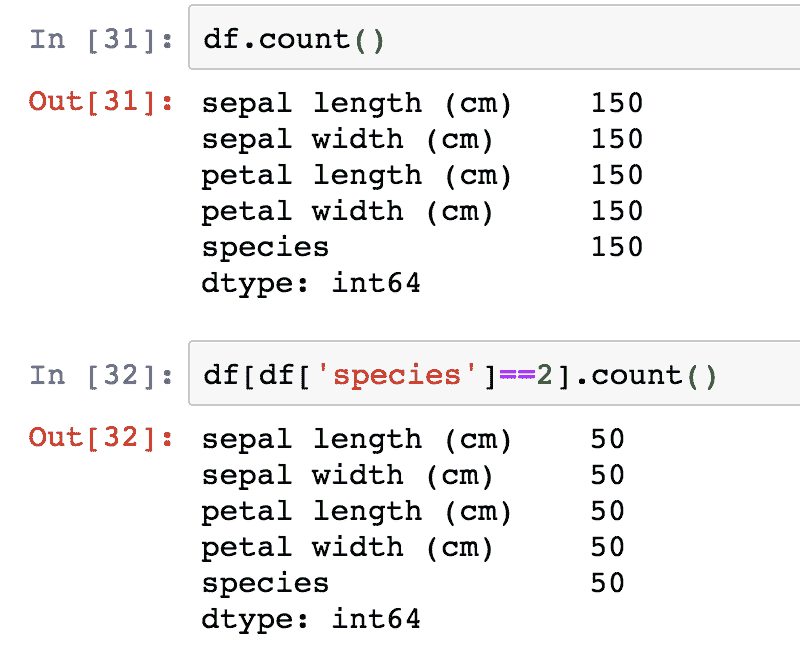 In [31]: df.count()
Out[31]: sepal length (cm) 150
sepal width (cm) 150
petal length (cm) 150
petal width (cm) 150
species 150
dtype: int64
In [32]: df[df['species']==2].count()
Out[32]: sepal length (cm) 50
sepal width (cm) 50
petal length (cm) 50
petal width (cm) 50
species 50
dtype: int64